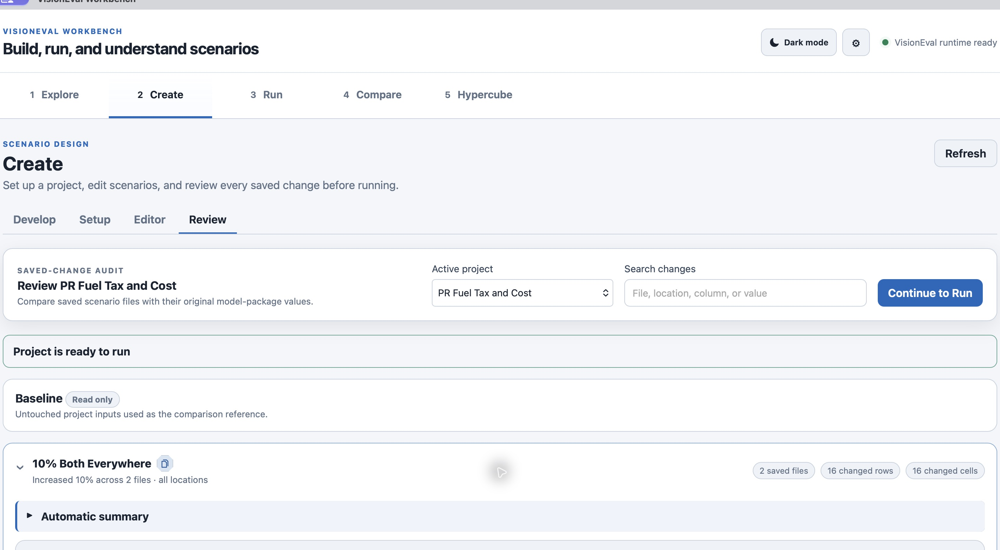 VisionEval Workbench
VISIONEVAL WORKBENCH
Build, run, and understand scenarios
Dark mode
VisionEval runtime ready
1 Explore
2 Create
3 Run
4 Compare
5 Hypercube
SCENARIO DESIGN
Create
Set up a project, edit scenarios, and review every saved change before running.
Refresh
Develop
Setup
Editor
Review
SAVED-CHANGE AUDIT
Review PR Fuel Tax and Cost
Compare saved scenario files with their original model-package values.
Active project
PR Fuel Tax and Cost
Search changes
File, location, column, or value
Continue to Run
Project is ready to run
Baseline
Read only
Untouched project inputs used as the comparison reference.
10% Both Everywhere
Increased 10% across 2 files · all locations
2 saved files
16 changed rows
16 changed cells
Automatic summary